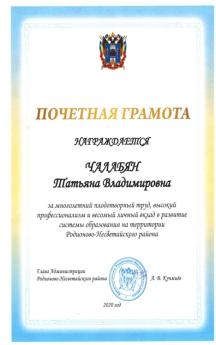 ПОЧЕТНАЯ ГРАМОТА
НАГРАЖДАЕТСЯ
ЧАЛАБЯН
Татьяна Владимировна
за многолетний плодотворный труд, высокий
профессионализм и весомый личный вклад в развитие
системы образования на территории
Родионово-Несветайского района
Глава Администрации
Родионово-Несветайского района
А. В. Кучмиёв
2020 год